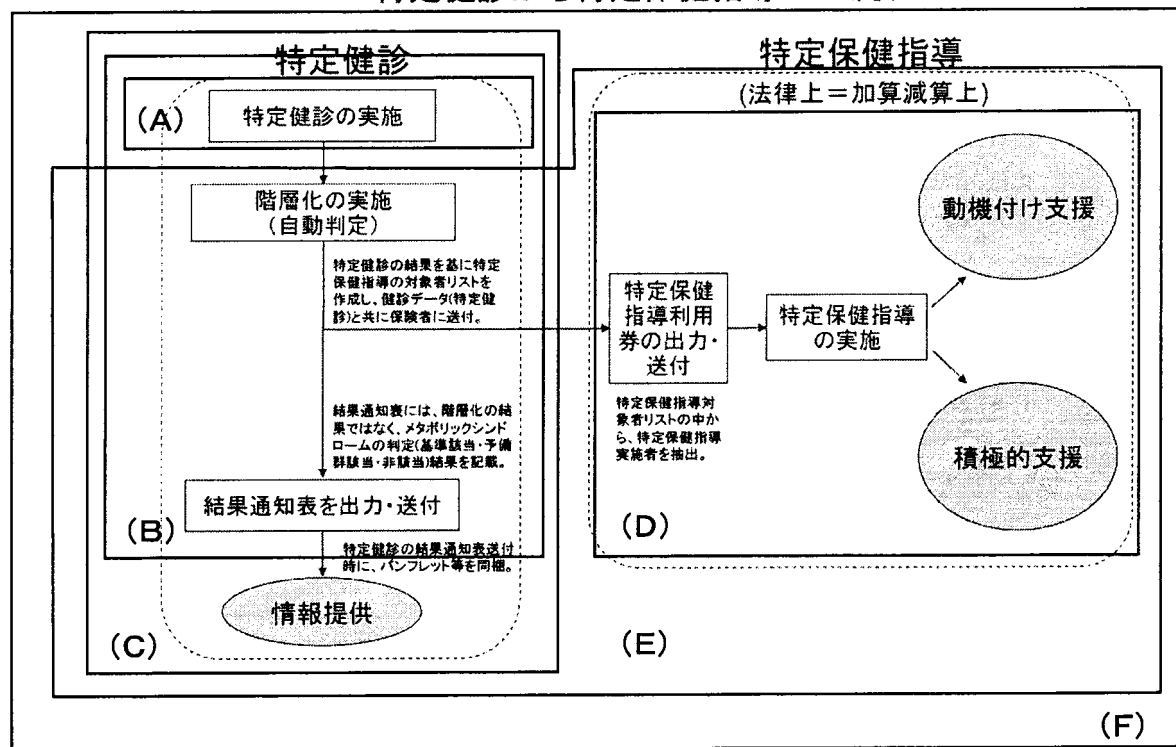 特定健診
特定保健指導
(法律上＝加算減算上)
(A)
特定健診の実施
階層化の実施
(自動判定)
特定健診の結果を基に特定
保健指導の対象者リストを
作成し、健診データ(特定健
診)と共に保険者に送付。
結果通知表には、階層化の結
果ではなく、メタボリックシンド
ロームの判定(基準該当・予備
群該当・非該当)結果を記載。
結果通知表を出力・送付
(B)
特定健診の結果通知表送付
時に、パンフレット等を同梱。
情報提供
(C)
特定保健
指導利用
券の出力・
送付
特定保健指導対
象者リストの中か
ら、特定保健指導
実施者を抽出。
特定保健指導
の実施
動機付け支援
積極的支援
(D)
(E)
(F)